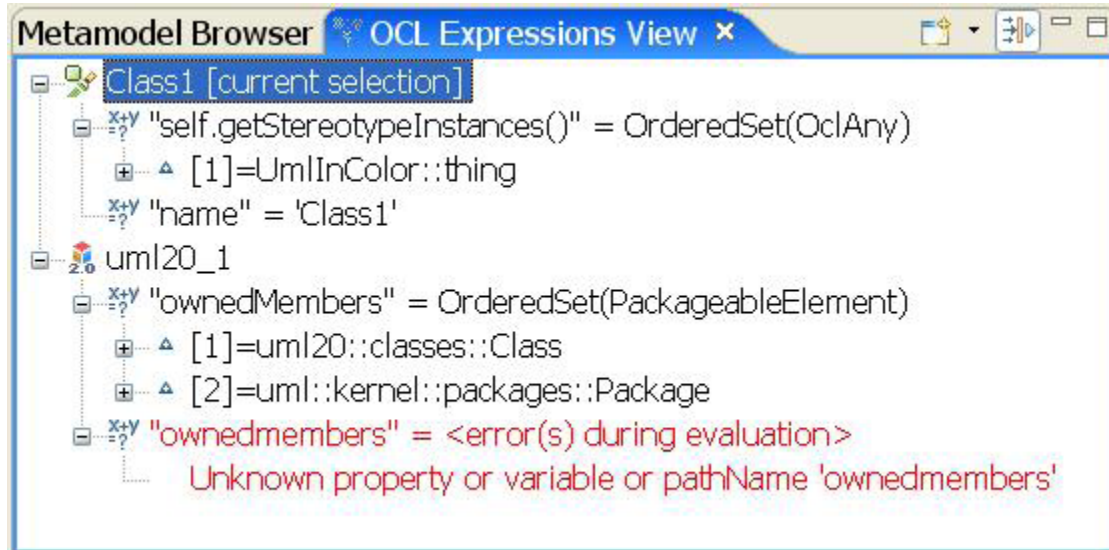 Metamodel Browser OCL Expressions View
Class1 [current selection]
x+y =? "self.getStereotypeInstances()" = OrderedSet(OclAny)
[1]=UmlInColor::thing
x+y =? "name" = 'Class1'
2.0 uml20_1
x+y =? "ownedMembers" = OrderedSet(PackageableElement)
[1]=uml20::classes::Class
[2]=uml::kernel::packages::Package
x+y =? "ownedmembers" = <error(s) during evaluation>
Unknown property or variable or pathName 'ownedmembers'